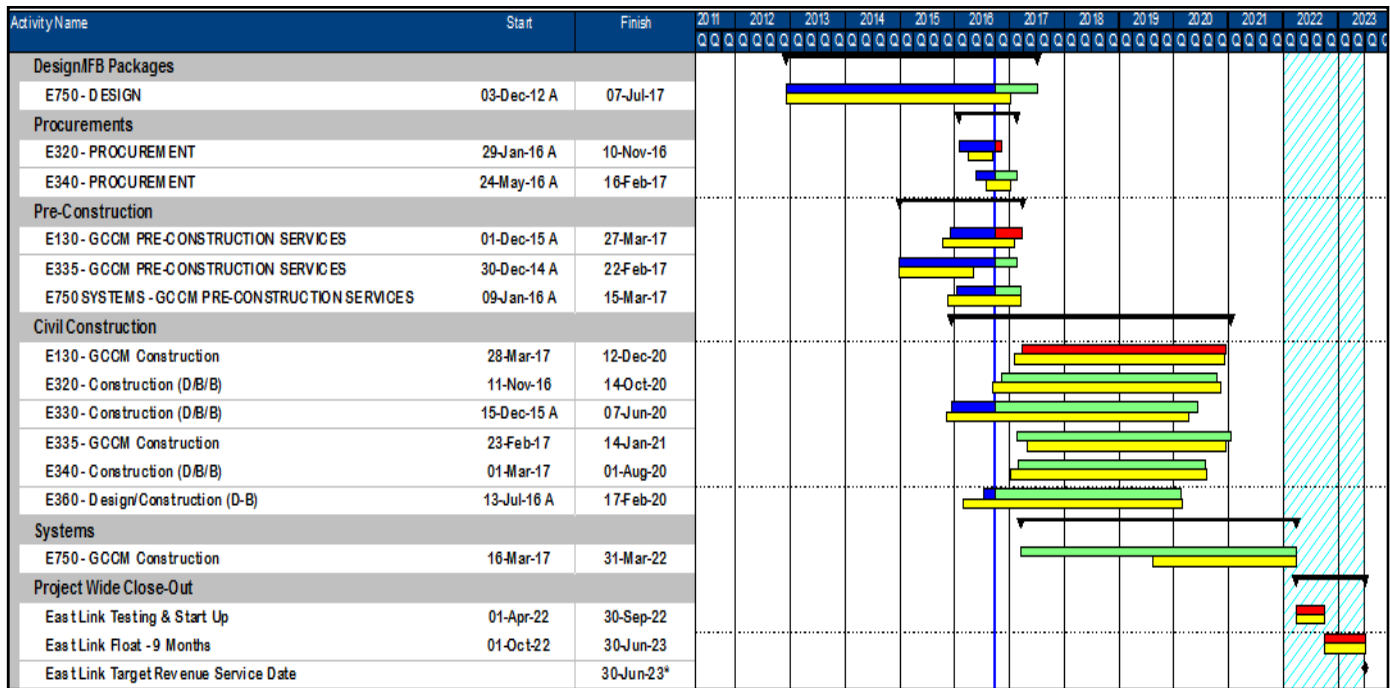 Activity Name Start Finish 2011 2012 2013 2014 2015 2016 2017 2018 2019 2020 2021 2022 2023
Q Q Q Q Q Q Q Q Q Q Q Q Q Q Q Q Q Q Q Q Q Q Q Q Q Q Q Q Q Q Q Q Q Q Q Q Q Q Q Q Q Q Q Q Q Q Q Q Q Q
Design/IFB Packages
E750 - DESIGN 03-Dec-12 A 07-Jul-17
Procurements
E320 - PROCUREMENT 29-Jan-16 A 10-Nov-16
E340 - PROCUREMENT 24-May-16 A 16-Feb-17
Pre-Construction
E130 - GCCM PRE-CONSTRUCTION SERVICES 01-Dec-15 A 27-Mar-17
E335 - GCCM PRE-CONSTRUCTION SERVICES 30-Dec-14 A 22-Feb-17
E750 SYSTEMS - GCCM PRE-CONSTRUCTION SERVICES 09-Jan-16 A 15-Mar-17
Civil Construction
E130 - GCCM Construction 28-Mar-17 12-Dec-20
E320 - Construction (D/B/B) 11-Nov-16 14-Oct-20
E330 - Construction (D/B/B) 15-Dec-15 A 07-Jun-20
E335 - GCCM Construction 23-Feb-17 14-Jan-21
E340 - Construction (D/B/B) 01-Mar-17 01-Aug-20
E360 - Design/Construction (D-B) 13-Jul-16 A 17-Feb-20
Systems
E750 - GCCM Construction 16-Mar-17 31-Mar-22
Project Wide Close-Out
East Link Testing & Start Up 01-Apr-22 30-Sep-22
East Link Float - 9 Months 01-Oct-22 30-Jun-23
East Link Target Revenue Service Date 30-Jun-23*